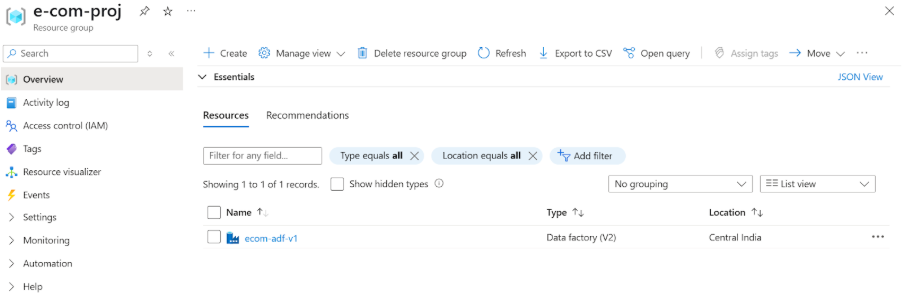 e-com-proj
Resource group
Search
Create Manage view Delete resource group Refresh Export to CSV Open query Assign tags Move
Essentials JSON View
Overview
Activity log
Access control (IAM)
Tags
Resource visualizer
Events
Settings
Monitoring
Automation
Help
Resources Recommendations
Filter for any field... Type equals all Location equals all Add filter
Showing 1 to 1 of 1 records. Show hidden types No grouping List view
Name Type Location
ecom-adf-v1 Data factory (V2) Central India